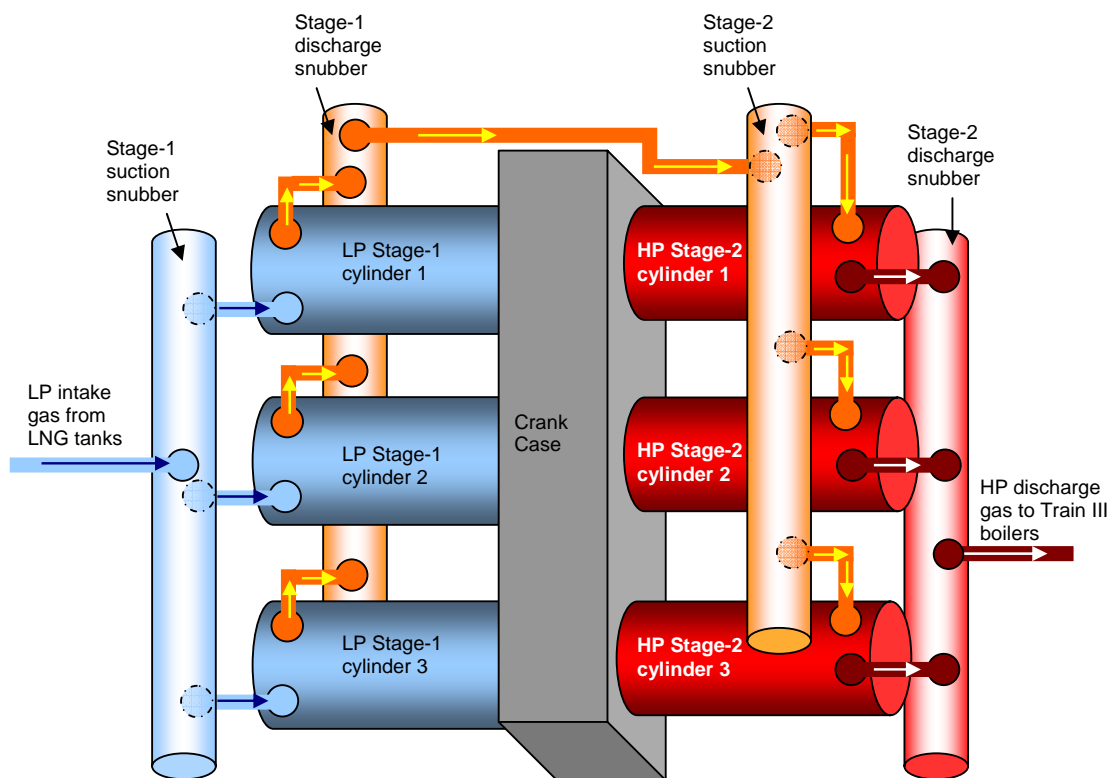 Stage-1
discharge
snubber
Stage-2
suction
snubber
Stage-1
suction
snubber
Stage-2
discharge
snubber
LP Stage-1
cylinder 1
HP Stage-2
cylinder 1
LP intake
gas from
LNG tanks
LP Stage-1
cylinder 2
Crank
Case
HP Stage-2
cylinder 2
HP discharge
gas to Train III
boilers
LP Stage-1
cylinder 3
HP Stage-2
cylinder 3